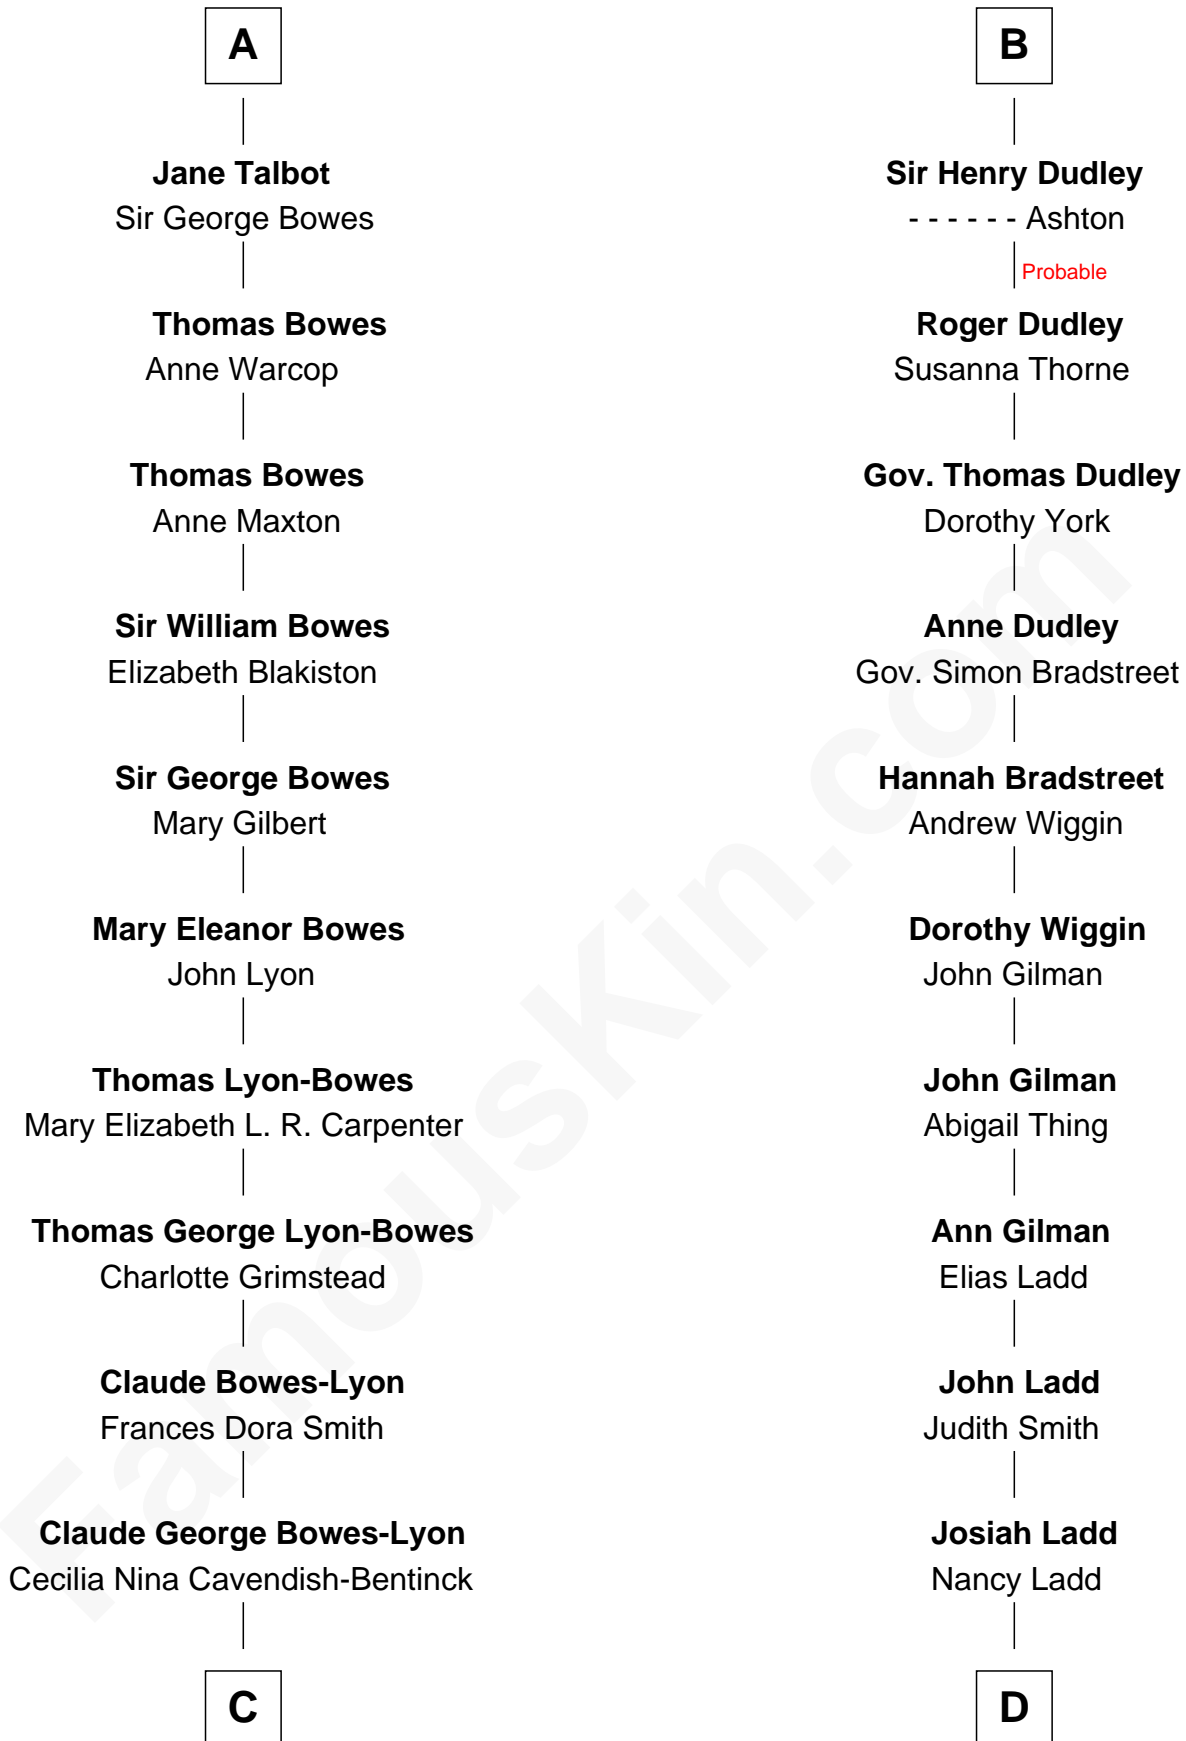 A
Jane Talbot
Sir George Bowes
Thomas Bowes
Anne Warcop
Thomas Bowes
Anne Maxton
Sir William Bowes
Elizabeth Blakiston
Sir George Bowes
Mary Gilbert
Mary Eleanor Bowes
John Lyon
Thomas Lyon-Bowes
Mary Elizabeth L. R. Carpenter
Thomas George Lyon-Bowes
Charlotte Grimstead
Claude Bowes-Lyon
Frances Dora Smith
Claude George Bowes-Lyon
Cecilia Nina Cavendish-Bentinck
C
B
Sir Henry Dudley
- - - - - - Ashton
Probable
Roger Dudley
Susanna Thorne
Gov. Thomas Dudley
Dorothy York
Anne Dudley
Gov. Simon Bradstreet
Hannah Bradstreet
Andrew Wiggin
Dorothy Wiggin
John Gilman
John Gilman
Abigail Thing
Ann Gilman
Elias Ladd
John Ladd
Judith Smith
Josiah Ladd
Nancy Ladd
D
FamousKin.com